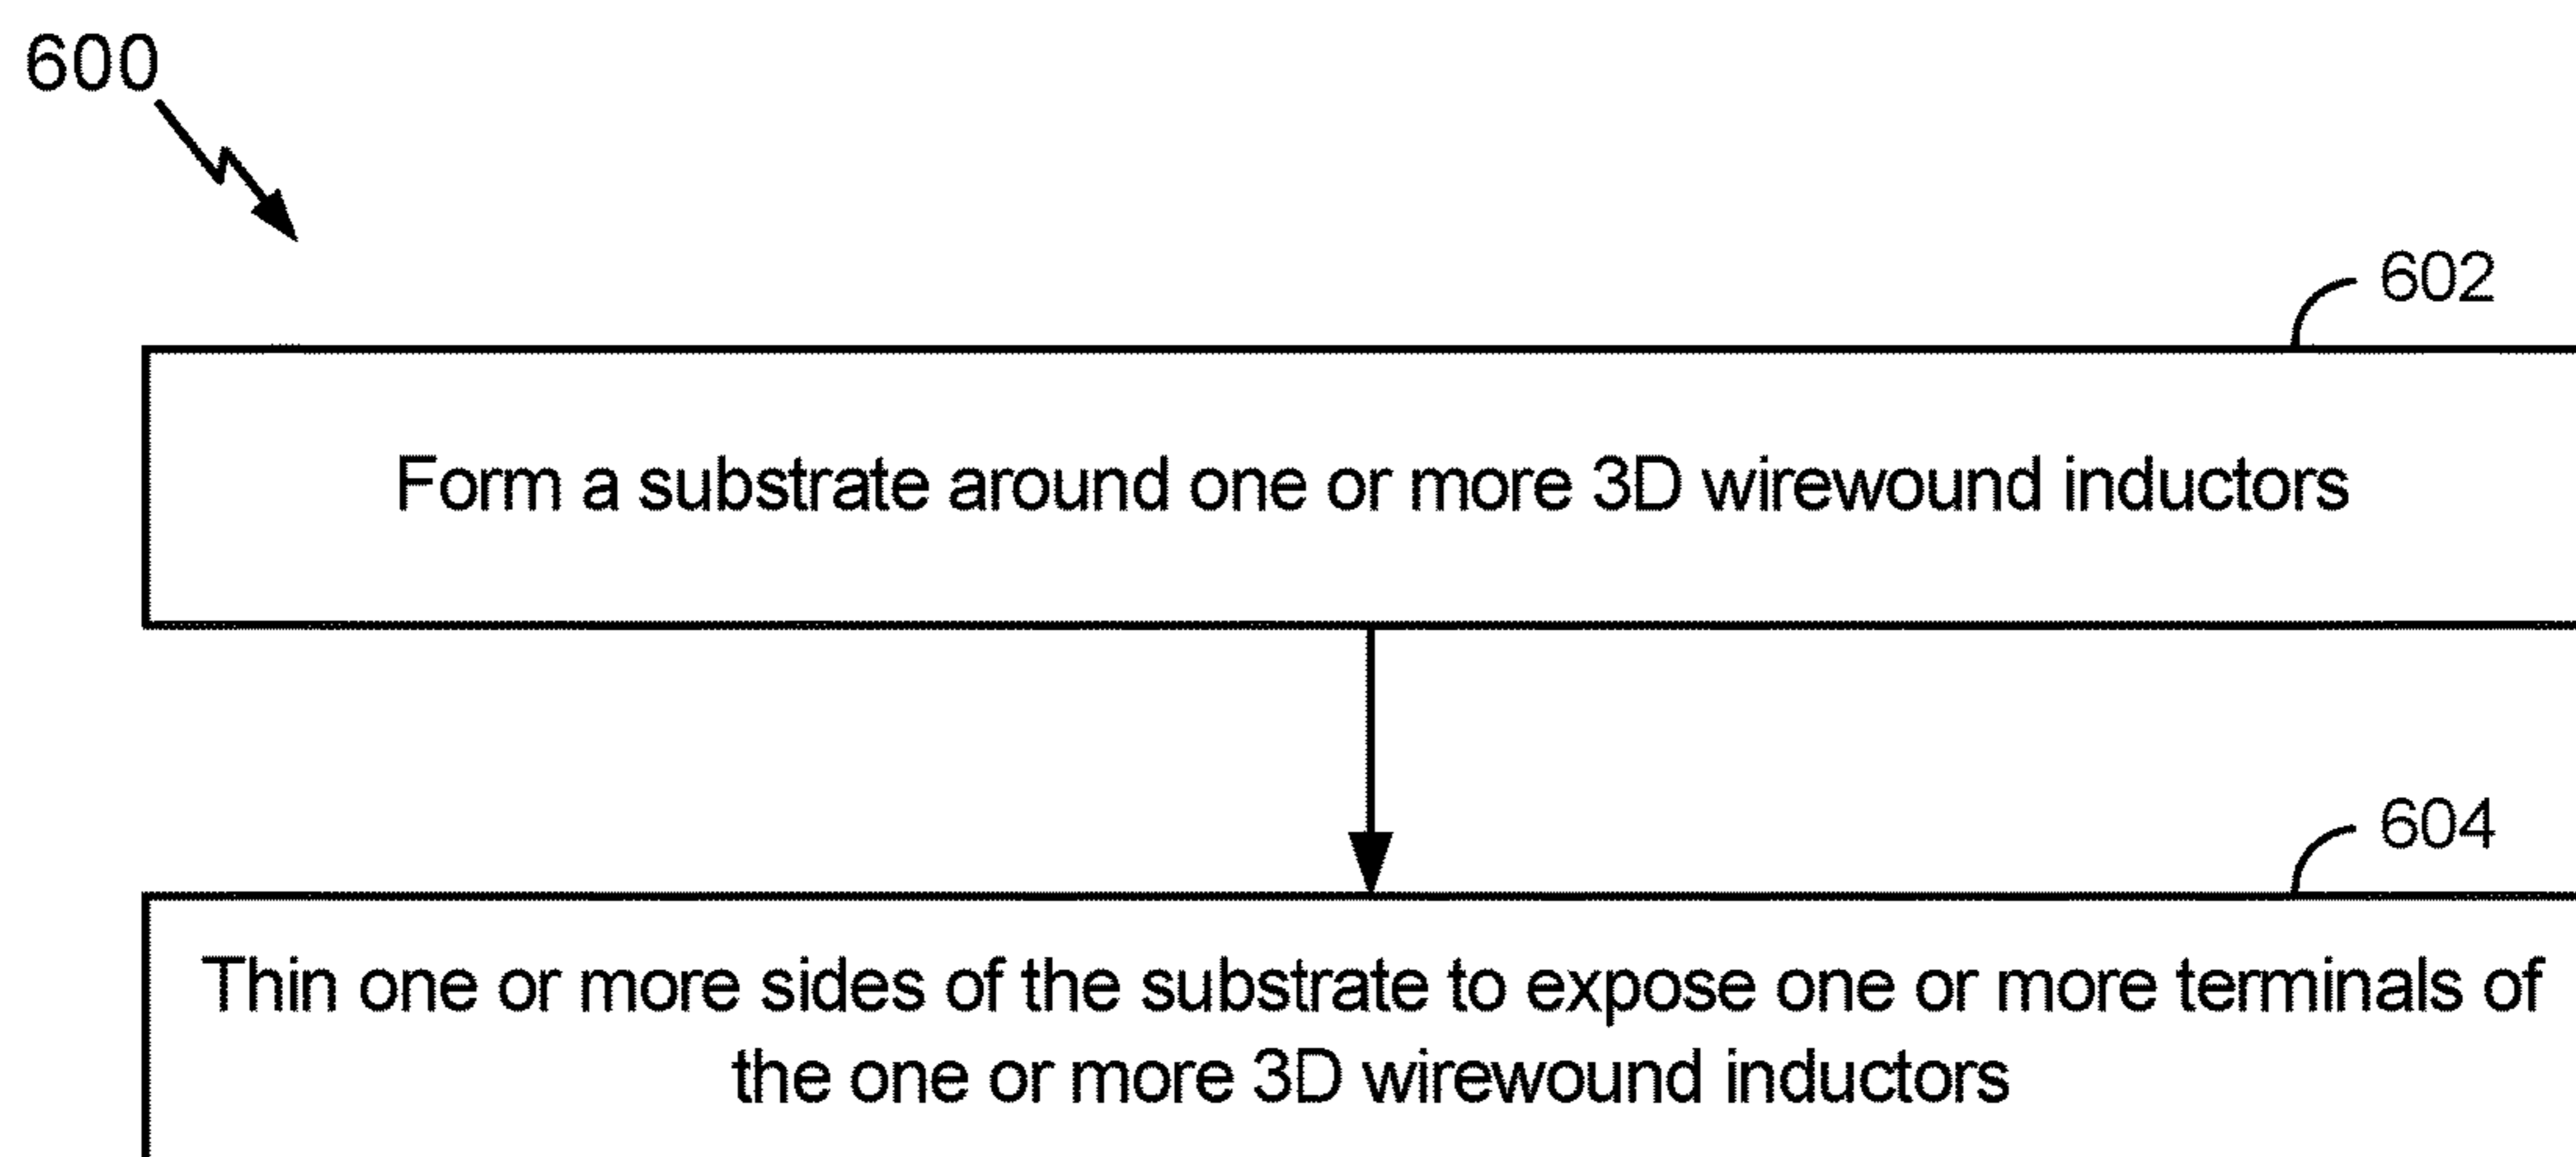 600
602
Form a substrate around one or more 3D wirewound inductors
604
Thin one or more sides of the substrate to expose one or more terminals of
the one or more 3D wirewound inductors